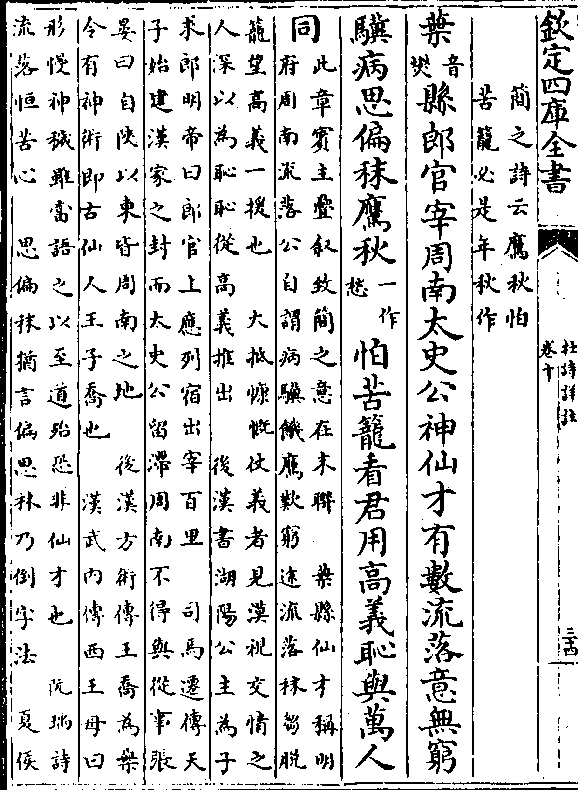 欽定四庫全書
簡之詩云鷹秋怕
苦籠必是年秋作
葉音樊縣郎官宰周南太史公神仙才有數流落意無窮
驥病思偏秣鷹秋一作愁怕苦籠看君用高義恥與萬人
同
此章賓主疊叙致簡之意在末聯 葉縣仙才稱明
府周南流落公自謂病驥饑鷹歎窮途流落秣芻脱
籠望高義一援也 大抵慷慨仗義者見漠視交情之
人深以為恥恥從高義推出 後漢書湖陽公主為子
求郎明帝曰郎官上應列宿出宰百里 司馬遷傳天
子始建漢家之封而太史公留滯周南不得與從事張
晏曰自陜以東皆周南之地 後漢方術傳王喬為葉
令有神術即古仙人王子喬也 漢武内傳西王母曰
形慢神穢雖當語之以至道殆恐非仙才也 阮瑀詩
流落恒苦心 思偏秣猶言偏思秣乃倒字法 夏侯
杜詩詳註
卷十
三十四